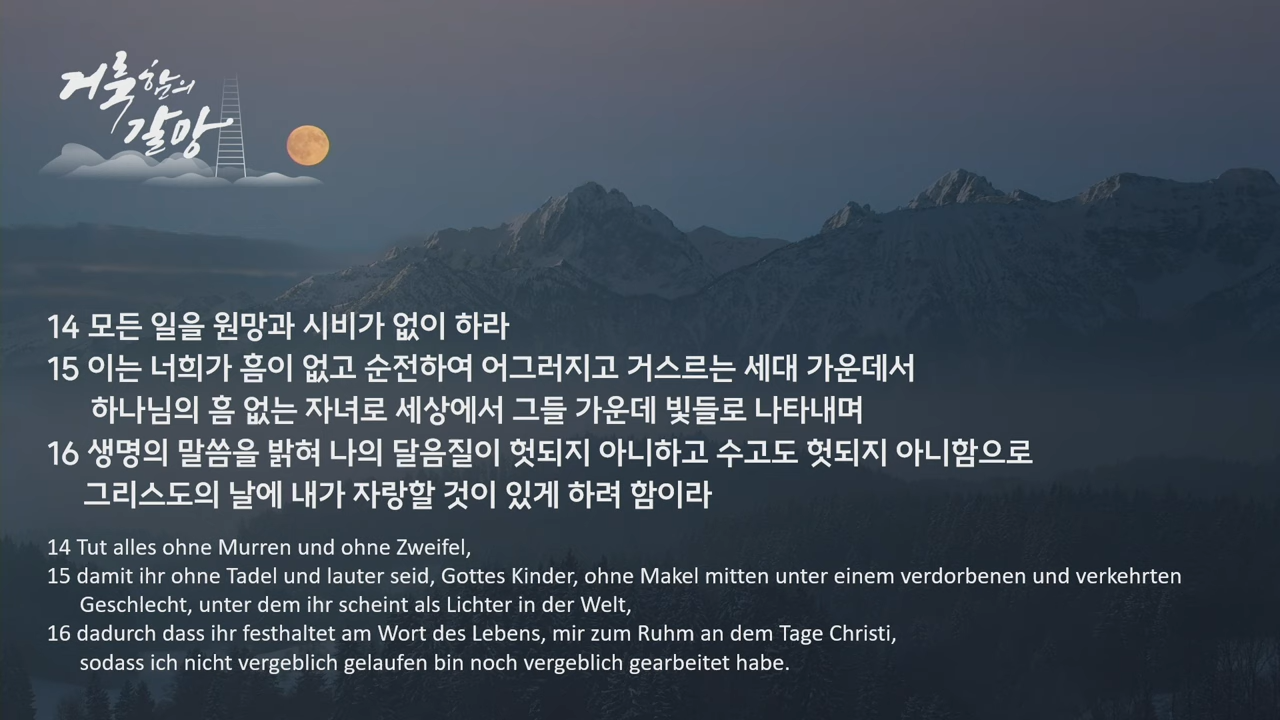 거룩함의
갈망
14 모든 일을 원망과 시비가 없이 하라
15 이는 너희가 흠이 없고 순전하여 어그러지고 거스르는 세대 가운데서
하나님의 흠 없는 자녀로 세상에서 그들 가운데 빛들로 나타내며
16 생명의 말씀을 밝혀 나의 달음질이 헛되지 아니하고 수고도 헛되지 아니함으로
그리스도의 날에 내가 자랑할 것이 있게 하려 함이라
14 Tut alles ohne Murren und ohne Zweifel,
15 damit ihr ohne Tadel und lauter seid, Gottes Kinder, ohne Makel mitten unter einem verdorbenen und verkehrten
Geschlecht, unter dem ihr scheint als Lichter in der Welt,
16 dadurch dass ihr festhaltet am Wort des Lebens, mir zum Ruhm an dem Tage Christi,
sodass ich nicht vergeblich gelaufen bin noch vergeblich gearbeitet habe.